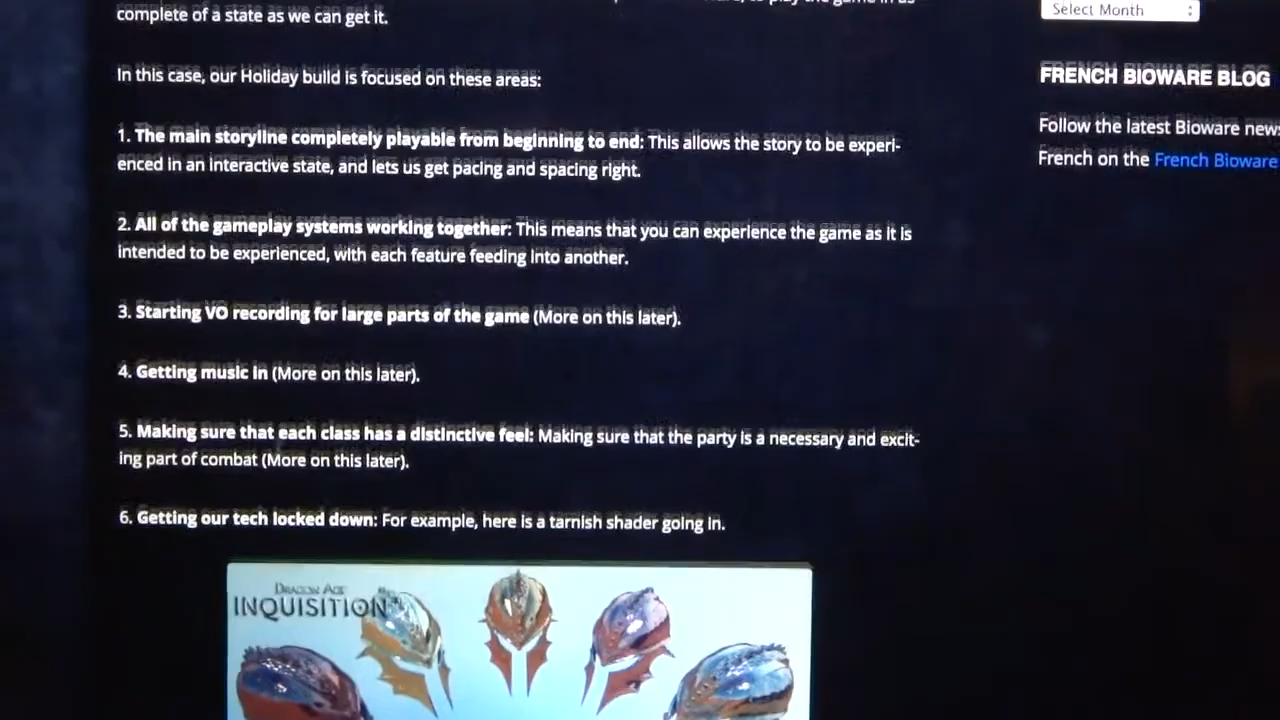 complete of a state as we can get it.
In this case, our Holiday build is focused on these areas:
1. The main storyline completely playable from beginning to end: This allows the story to be experi-
enced in an interactive state, and lets us get pacing and spacing right.
2. All of the gameplay systems working together: This means that you can experience the game as it is
intended to be experienced, with each feature feeding into another.
3. Starting VO recording for large parts of the game (More on this later).
4. Getting music in (More on this later).
5. Making sure that each class has a distinctive feel: Making sure that the party is a necessary and excit-
ing part of combat (More on this later).
6. Getting our tech locked down: For example, here is a tarnish shader going in.
DRAGON AGE
INQUISITION
Select Month
FRENCH BIOWARE BLOG
Follow the latest Bioware news
French on the French Bioware